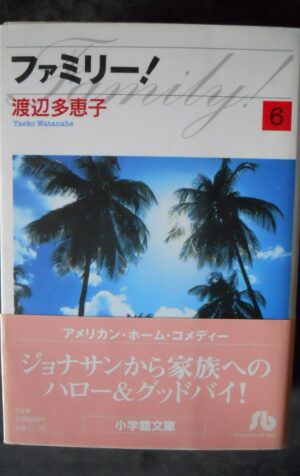 Family!
ファミリー!
渡辺多恵子
Taeko Watanabe
6
アメリカン・ホーム・コメディー
ジョナサンから家族への
ハロー&グッドバイ!
小学館文庫